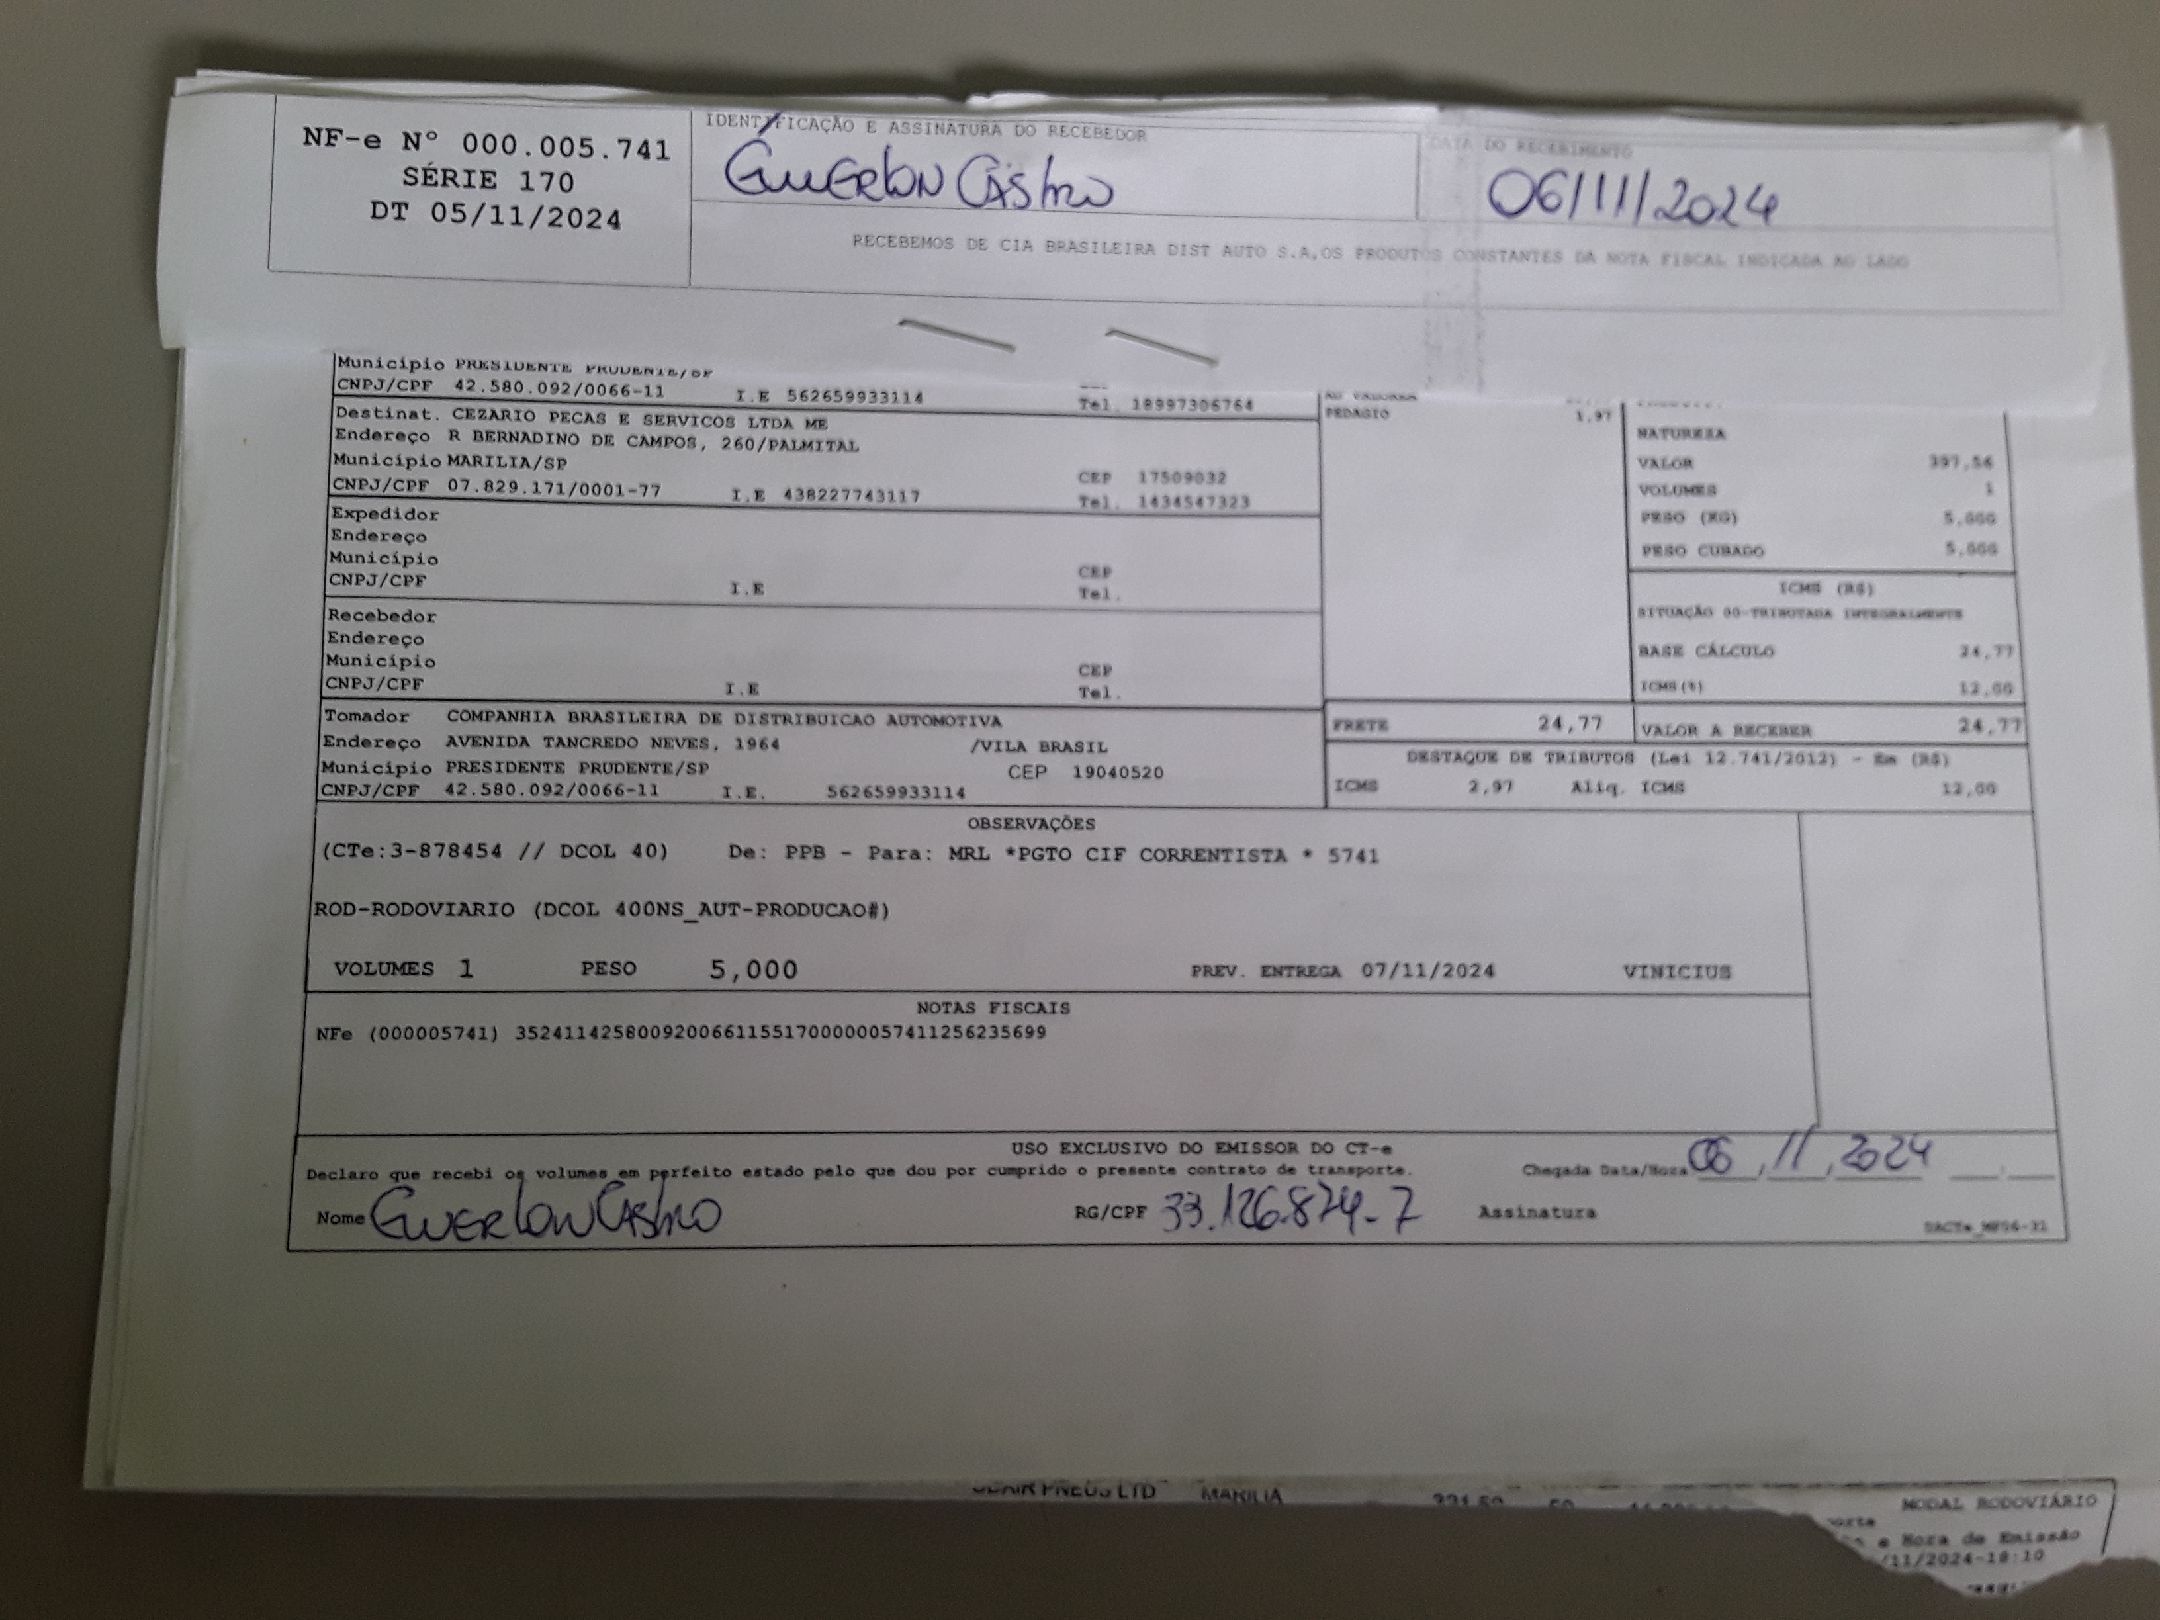 NF-e Nº 000.005.741
SÉRIE 170
DT 05/11/2024
IDENTIFICAÇÃO E ASSINATURA DO RECEBEDOR
Guerlon Castro
DATA DO RECEBIMENTO
06/11/2024
RECEBEMOS DE CIA BRASILEIRA DIST AUTO S.A,OS PRODUTOS CONSTANTES DA NOTA FISCAL INDICADA AO LADO
Município PRESIDENTE PRUDENTE/SP
CNPJ/CPF 42.580.092/0066-11 I.E 562659933114 Tel. 18997306764
PEDAGIO 1,97
Destinat. CEZARIO PECAS E SERVICOS LTDA ME
Endereço R BERNADINO DE CAMPOS, 260/PALMITAL
Município MARILIA/SP CEP 17509032
CNPJ/CPF 07.829.171/0001-77 I.E 438227743117 Tel. 1434547323
NATUREZA
VALOR 397,56
VOLUMES 1
PESO (KG) 5,000
PESO CUBADO 5,000
Expedidor
Endereço
Município CEP
CNPJ/CPF I.E Tel.
ICMS (R$)
SITUAÇÃO 00-TRIBUTADA INTEGRALMENTE
BASE CÁLCULO 24,77
ICMS(%) 12,00
Recebedor
Endereço
Município CEP
CNPJ/CPF I.E Tel.
Tomador COMPANHIA BRASILEIRA DE DISTRIBUICAO AUTOMOTIVA
Endereço AVENIDA TANCREDO NEVES, 1964 /VILA BRASIL
Município PRESIDENTE PRUDENTE/SP CEP 19040520
CNPJ/CPF 42.580.092/0066-11 I.E. 562659933114
FRETE 24,77 VALOR A RECEBER 24,77
DESTAQUE DE TRIBUTOS (Lei 12.741/2012) - Em (R$)
ICMS 2,97 Aliq. ICMS 12,00
OBSERVAÇÕES
(CTe:3-878454 // DCOL 40) De: PPB - Para: MRL *PGTO CIF CORRENTISTA * 5741
ROD-RODOVIARIO (DCOL 400NS_AUT-PRODUCAO#)
VOLUMES 1 PESO 5,000 PREV. ENTREGA 07/11/2024 VINICIUS
NOTAS FISCAIS
NFe (000005741) 35241142580092006611551700000057411256235699
USO EXCLUSIVO DO EMISSOR DO CT-e
Declaro que recebi os volumes em perfeito estado pelo que dou por cumprido o presente contrato de transporte. Chegada Data/Hora 06/11/2024
Nome Guerlon Castro RG/CPF 33.126.874-7 Assinatura
MARILIA
MODAL RODOVIÁRIO
e Hora de Emissão
/11/2024-18:10